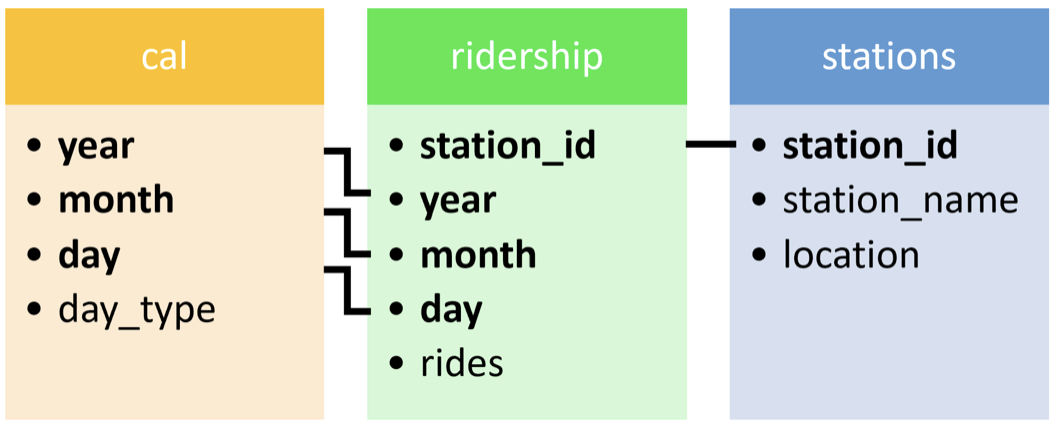 cal
• year
• month
• day
• day_type
ridership
• station_id
• year
• month
• day
• rides
stations
• station_id
• station_name
• location